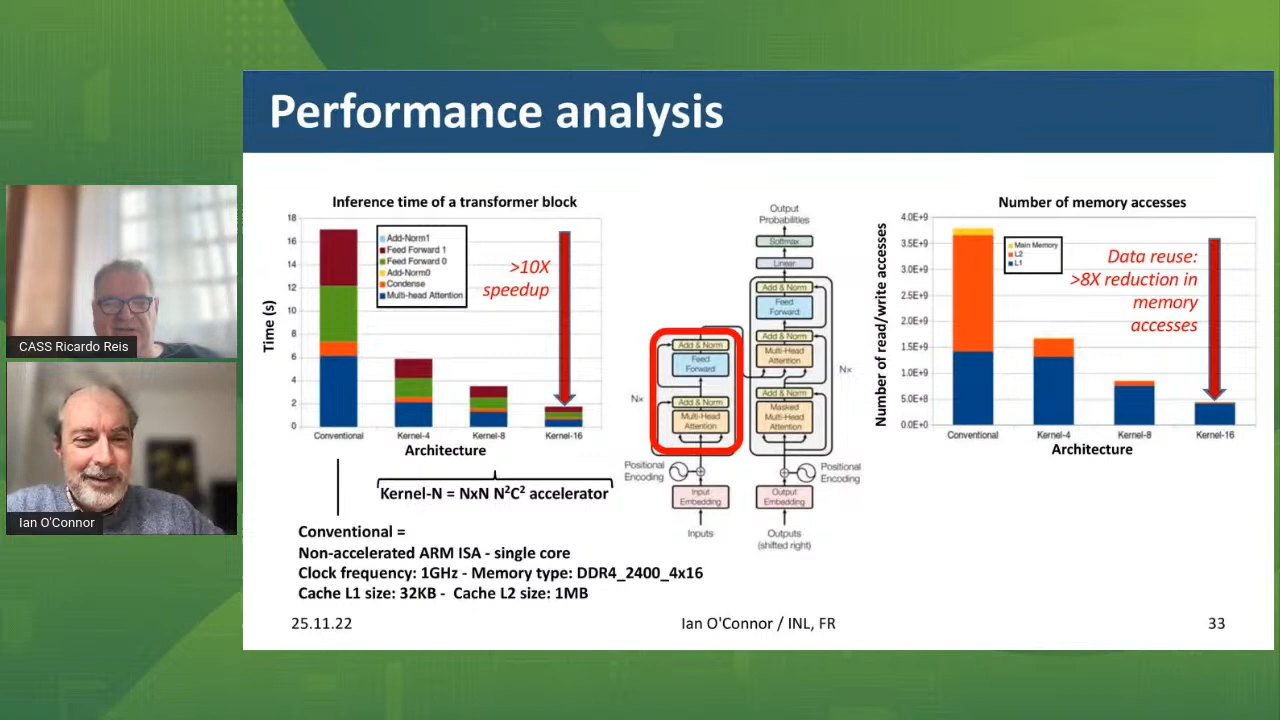 Performance analysis
CASS Ricardo Reis
Ian O'Connor
Inference time of a transformer block
18
16
14
12
10
8
6
4
2
0
Time (s)
Add-Norm1
Feed Forward 1
Feed Forward 0
Add-Norm0
Condense
Multi-head Attention
>10X
speedup
Conventional
Kernel-4
Kernel-8
Kernel-16
Architecture
Kernel-N = NxN N²C² accelerator
Conventional =
Non-accelerated ARM ISA - single core
Clock frequency: 1GHz - Memory type: DDR4_2400_4x16
Cache L1 size: 32KB - Cache L2 size: 1MB
Output
Probabilities
Softmax
Linear
Add & Norm
Feed
Forward
Add & Norm
Multi-Head
Attention
Add & Norm
Masked
Multi-Head
Attention
Nx
Add & Norm
Feed
Forward
Add & Norm
Multi-Head
Attention
Nx
Positional
Encoding
Positional
Encoding
Input
Embedding
Output
Embedding
Inputs
Outputs
(shifted right)
Number of memory accesses
4.0E+9
3.5E+9
3.0E+9
2.5E+9
2.0E+9
1.5E+9
1.0E+9
5.0E+8
0.0E+0
Number of read/write accesses
Main Memory
L2
L1
Data reuse:
>8X reduction in
memory
accesses
Conventional
Kernel-4
Kernel-8
Kernel-16
Architecture
25.11.22
Ian O'Connor / INL, FR
33